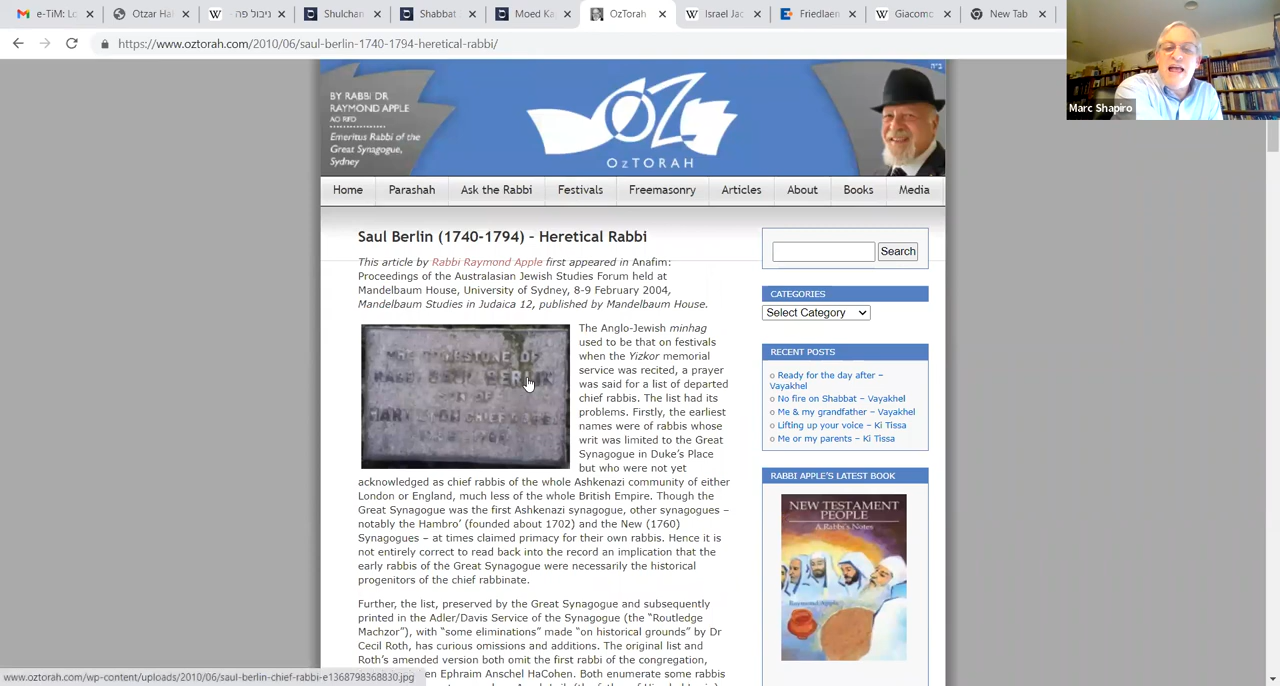 e-TiM: Lo
Otzar Hal
ניבול פה - ה
Shulchan
Shabbat
Moed Ka
OzTorah
Israel Jac
Friedlaen
Giacomo
New Tab
https://www.oztorah.com/2010/06/saul-berlin-1740-1794-heretical-rabbi/
Marc Shapiro
BY RABBI DR
RAYMOND APPLE
AO RFD
Emeritus Rabbi of the
Great Synagogue,
Sydney
OZ
OZTORAH
ב"ה
Home Parashah Ask the Rabbi Festivals Freemasonry Articles About Books Media
Saul Berlin (1740-1794) – Heretical Rabbi
This article by Rabbi Raymond Apple first appeared in Anafim:
Proceedings of the Australasian Jewish Studies Forum held at
Mandelbaum House, University of Sydney, 8-9 February 2004,
Mandelbaum Studies in Judaica 12, published by Mandelbaum House.
THE TOMBSTONE OF
RABBI SAUL BERLIN
The Anglo-Jewish minhag
used to be that on festivals
when the Yizkor memorial
service was recited, a prayer
was said for a list of departed
chief rabbis. The list had its
problems. Firstly, the earliest
names were of rabbis whose
writ was limited to the Great
Synagogue in Duke's Place
but who were not yet
acknowledged as chief rabbis of the whole Ashkenazi community of either
London or England, much less of the whole British Empire. Though the
Great Synagogue was the first Ashkenazi synagogue, other synagogues –
notably the Hambro' (founded about 1702) and the New (1760)
Synagogues – at times claimed primacy for their own rabbis. Hence it is
not entirely correct to read back into the record an implication that the
early rabbis of the Great Synagogue were necessarily the historical
progenitors of the chief rabbinate.
Further, the list, preserved by the Great Synagogue and subsequently
printed in the Adler/Davis Service of the Synagogue (the "Routledge
Machzor"), with "some eliminations" made "on historical grounds" by Dr
Cecil Roth, has curious omissions and additions. The original list and
Roth's amended version both omit the first rabbi of the congregation,
en Ephraim Anschel HaCohen. Both enumerate some rabbis
Search
CATEGORIES
Select Category
RECENT POSTS
Ready for the day after –
Vayakhel
No fire on Shabbat – Vayakhel
Me & my grandfather – Vayakhel
Lifting up your voice – Ki Tissa
Me or my parents – Ki Tissa
RABBI APPLE'S LATEST BOOK
NEW TESTAMENT
PEOPLE
A Rabbi's Notes
Raymond Apple
www.oztorah.com/wp-content/uploads/2010/06/saul-berlin-chief-rabbi-e1368798368830.jpg